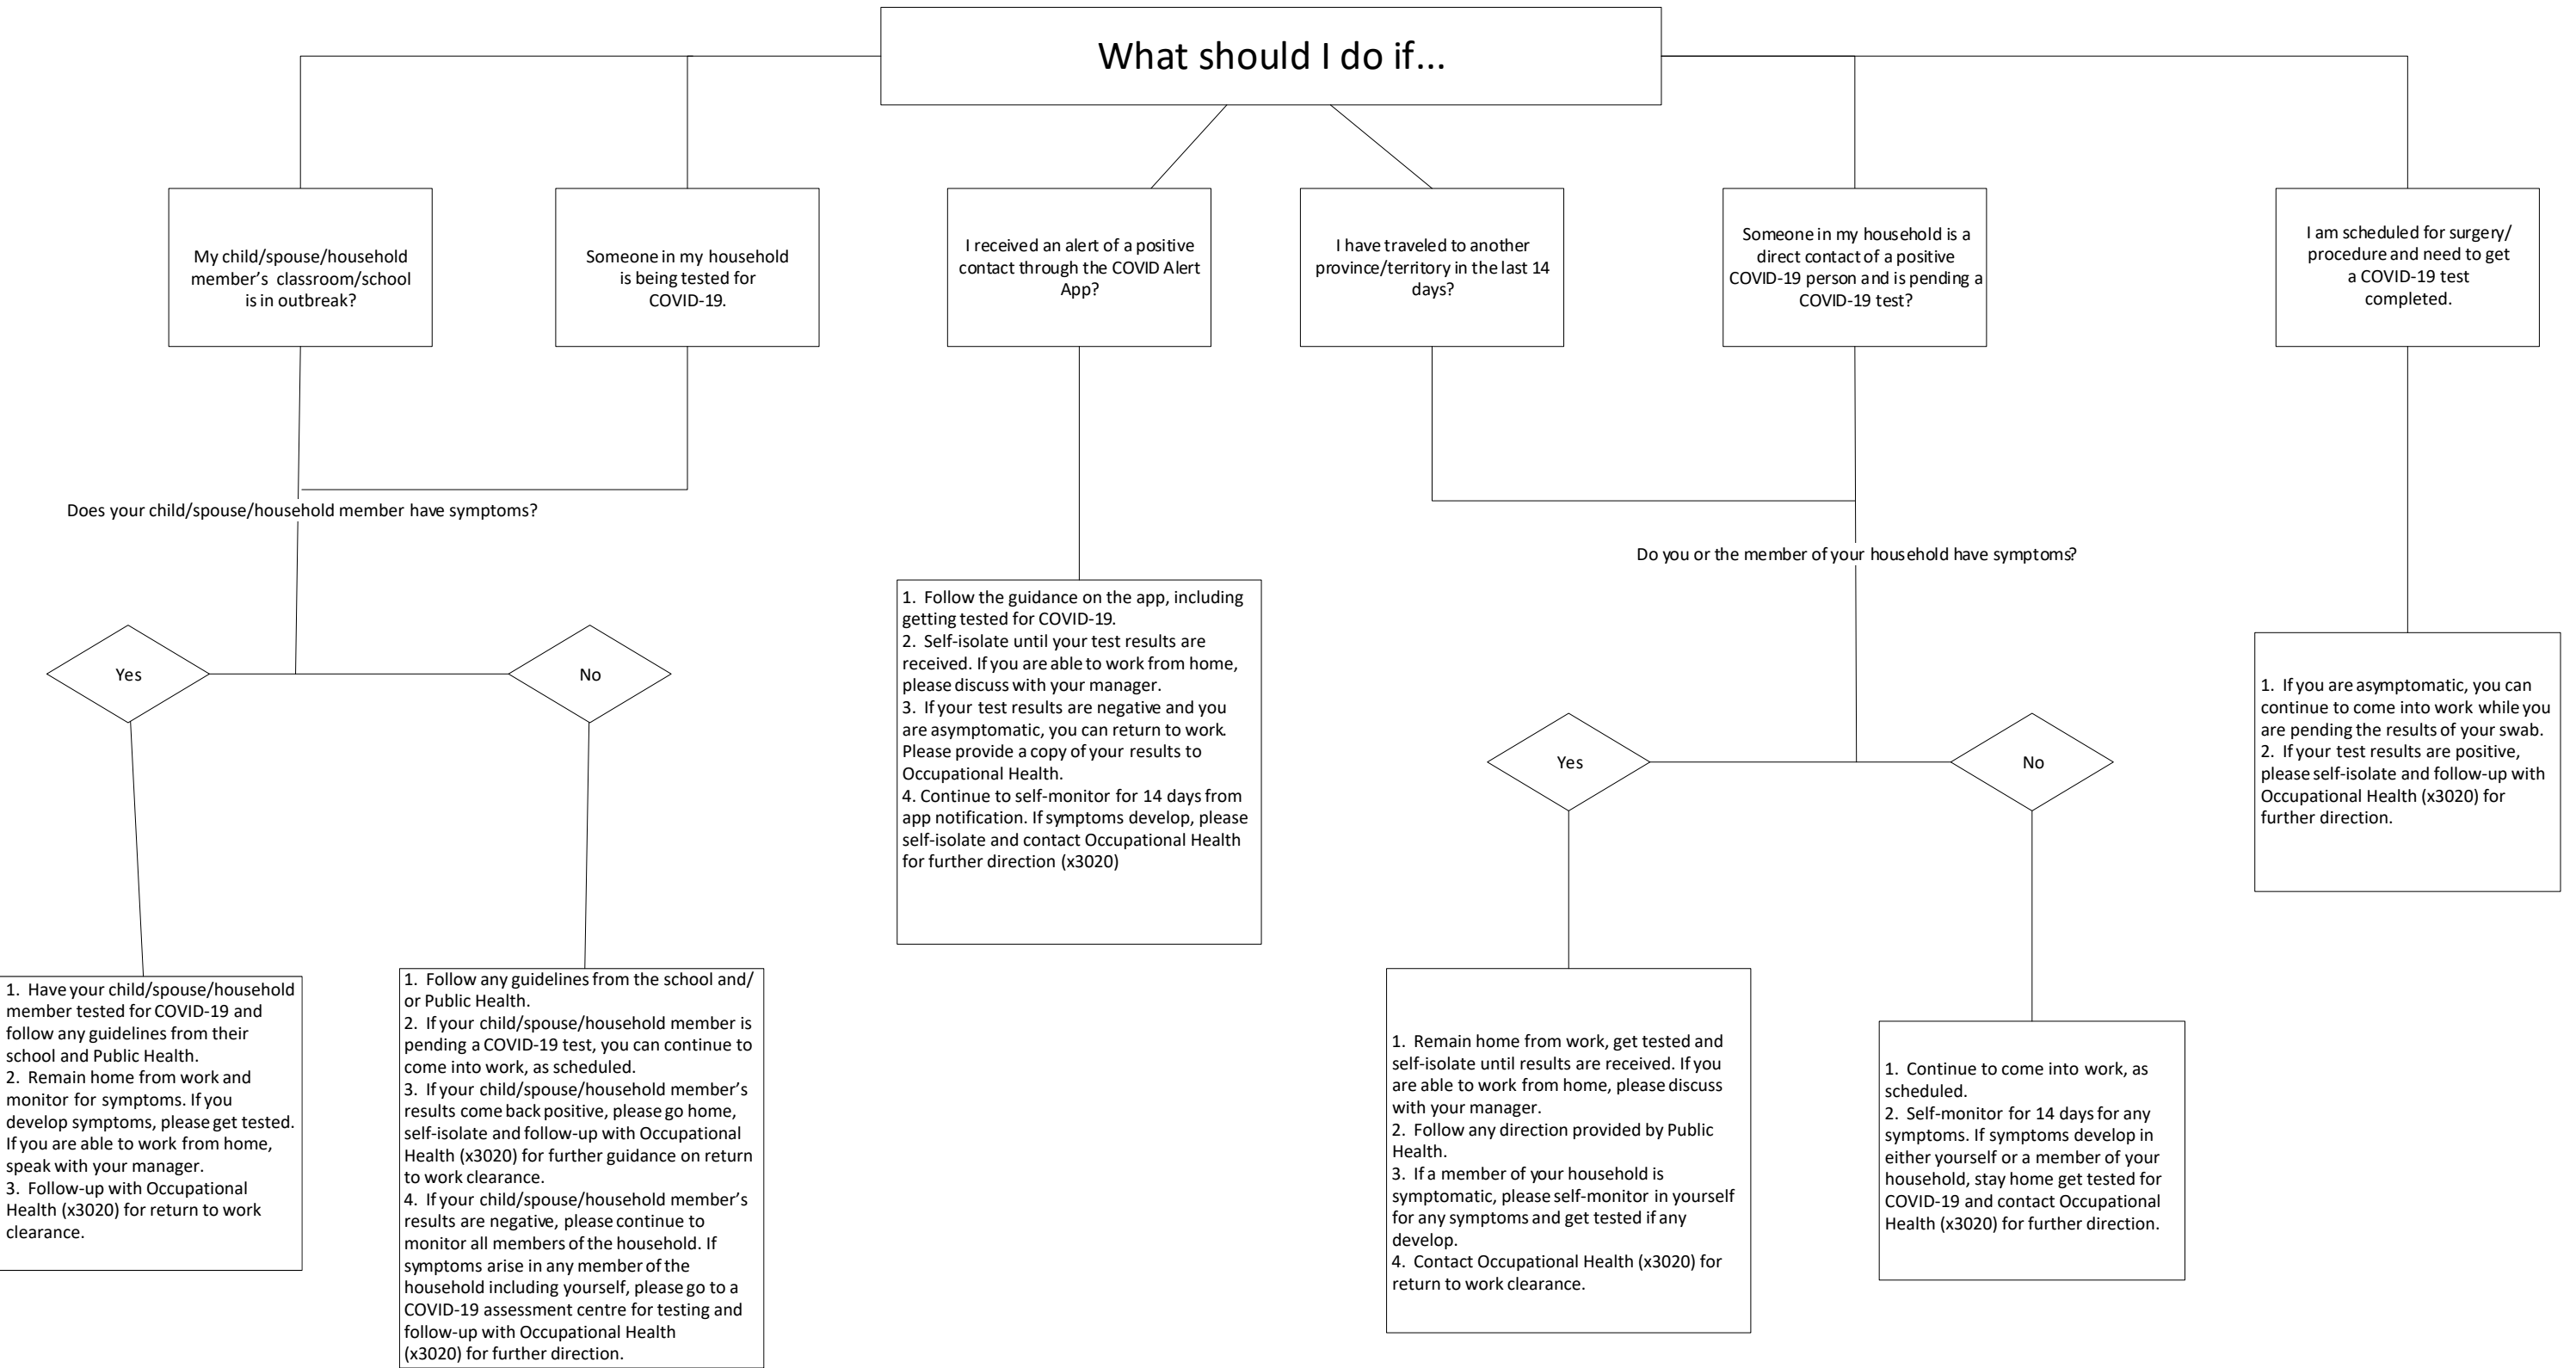 What should I do if...
My child/spouse/household
member’s classroom/school
is in outbreak?
Someone in my household
is being tested for
COVID-19.
I received an alert of a positive
contact through the COVID Alert
App?
I have traveled to another
province/territory in the last 14
days?
Someone in my household is a
direct contact of a positive
COVID-19 person and is pending a
COVID-19 test?
I am scheduled for surgery/
procedure and need to get
a COVID-19 test
completed.
Does your child/spouse/household member have symptoms?
Yes
No
1. Have your child/spouse/household
member tested for COVID-19 and
follow any guidelines from their
school and Public Health.
2. Remain home from work and
monitor for symptoms. If you
develop symptoms, please get tested.
If you are able to work from home,
speak with your manager.
3. Follow-up with Occupational
Health (x3020) for return to work
clearance.
1. Follow any guidelines from the school and/
or Public Health.
2. If your child/spouse/household member is
pending a COVID-19 test, you can continue to
come into work, as scheduled.
3. If your child/spouse/household member’s
results come back positive, please go home,
self-isolate and follow-up with Occupational
Health (x3020) for further guidance on return
to work clearance.
4. If your child/spouse/household member’s
results are negative, please continue to
monitor all members of the household. If
symptoms arise in any member of the
household including yourself, please go to a
COVID-19 assessment centre for testing and
follow-up with Occupational Health
(x3020) for further direction.
1. Follow the guidance on the app, including
getting tested for COVID-19.
2. Self-isolate until your test results are
received. If you are able to work from home,
please discuss with your manager.
3. If your test results are negative and you
are asymptomatic, you can return to work.
Please provide a copy of your results to
Occupational Health.
4. Continue to self-monitor for 14 days from
app notification. If symptoms develop, please
self-isolate and contact Occupational Health
for further direction (x3020)
Do you or the member of your household have symptoms?
Yes
No
1. Remain home from work, get tested and
self-isolate until results are received. If you
are able to work from home, please discuss
with your manager.
2. Follow any direction provided by Public
Health.
3. If a member of your household is
symptomatic, please self-monitor in yourself
for any symptoms and get tested if any
develop.
4. Contact Occupational Health (x3020) for
return to work clearance.
1. Continue to come into work, as
scheduled.
2. Self-monitor for 14 days for any
symptoms. If symptoms develop in
either yourself or a member of your
household, stay home get tested for
COVID-19 and contact Occupational
Health (x3020) for further direction.
1. If you are asymptomatic, you can
continue to come into work while you
are pending the results of your swab.
2. If your test results are positive,
please self-isolate and follow-up with
Occupational Health (x3020) for
further direction.